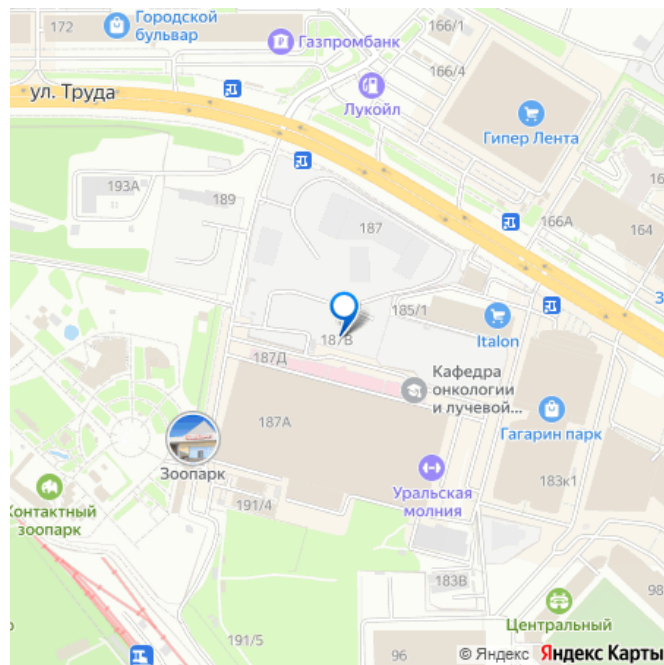 172
Городской
бульвар
Газпромбанк
166/1
166/4
ул. Труда
Лукойл
Гипер Лента
193А
189
187
166А
164
З
185/1
187В
Italon
187Д
Кафедра
онкологии
и лучевой...
187А
Гагарин парк
Зоопарк
Уральская
молния
183к1
Контактный
зоопарк
191/4
183В
98
Центральный
191/5
96
© Яндекс Яндекс Карты